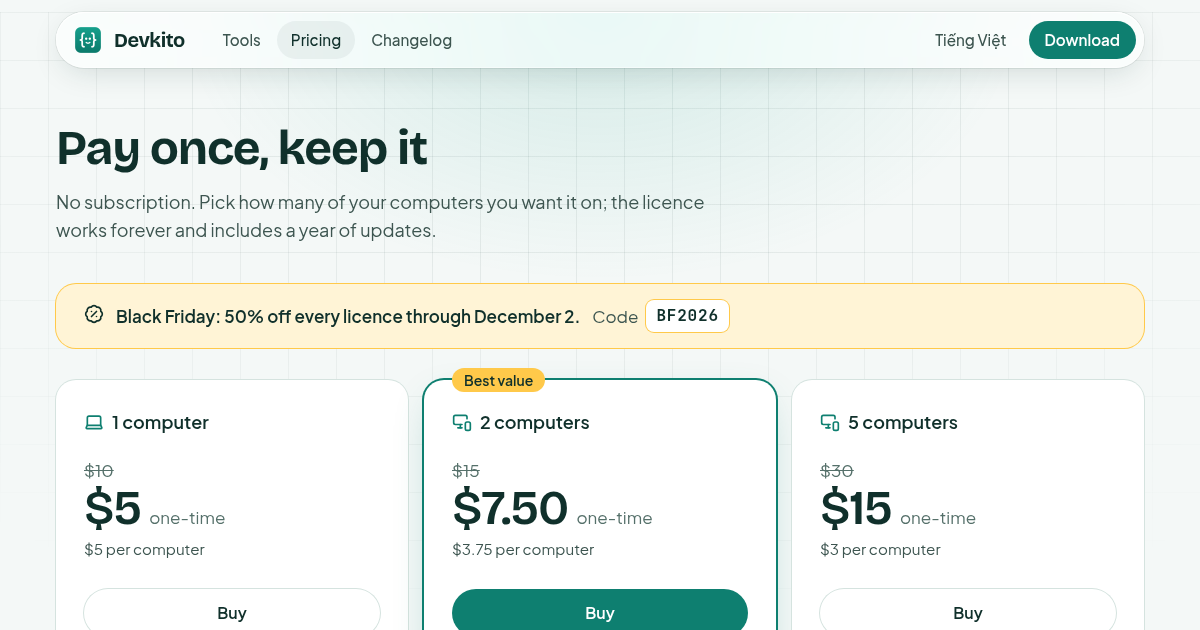 Devkito
Tools
Pricing
Changelog
Tiếng Việt
Download
Pay once, keep it
No subscription. Pick how many of your computers you want it on; the licence
works forever and includes a year of updates.
Black Friday: 50% off every licence through December 2. Code BF2026
1 computer
$10
$5 one-time
$5 per computer
Buy
Best value
2 computers
$15
$7.50 one-time
$3.75 per computer
Buy
5 computers
$30
$15 one-time
$3 per computer
Buy